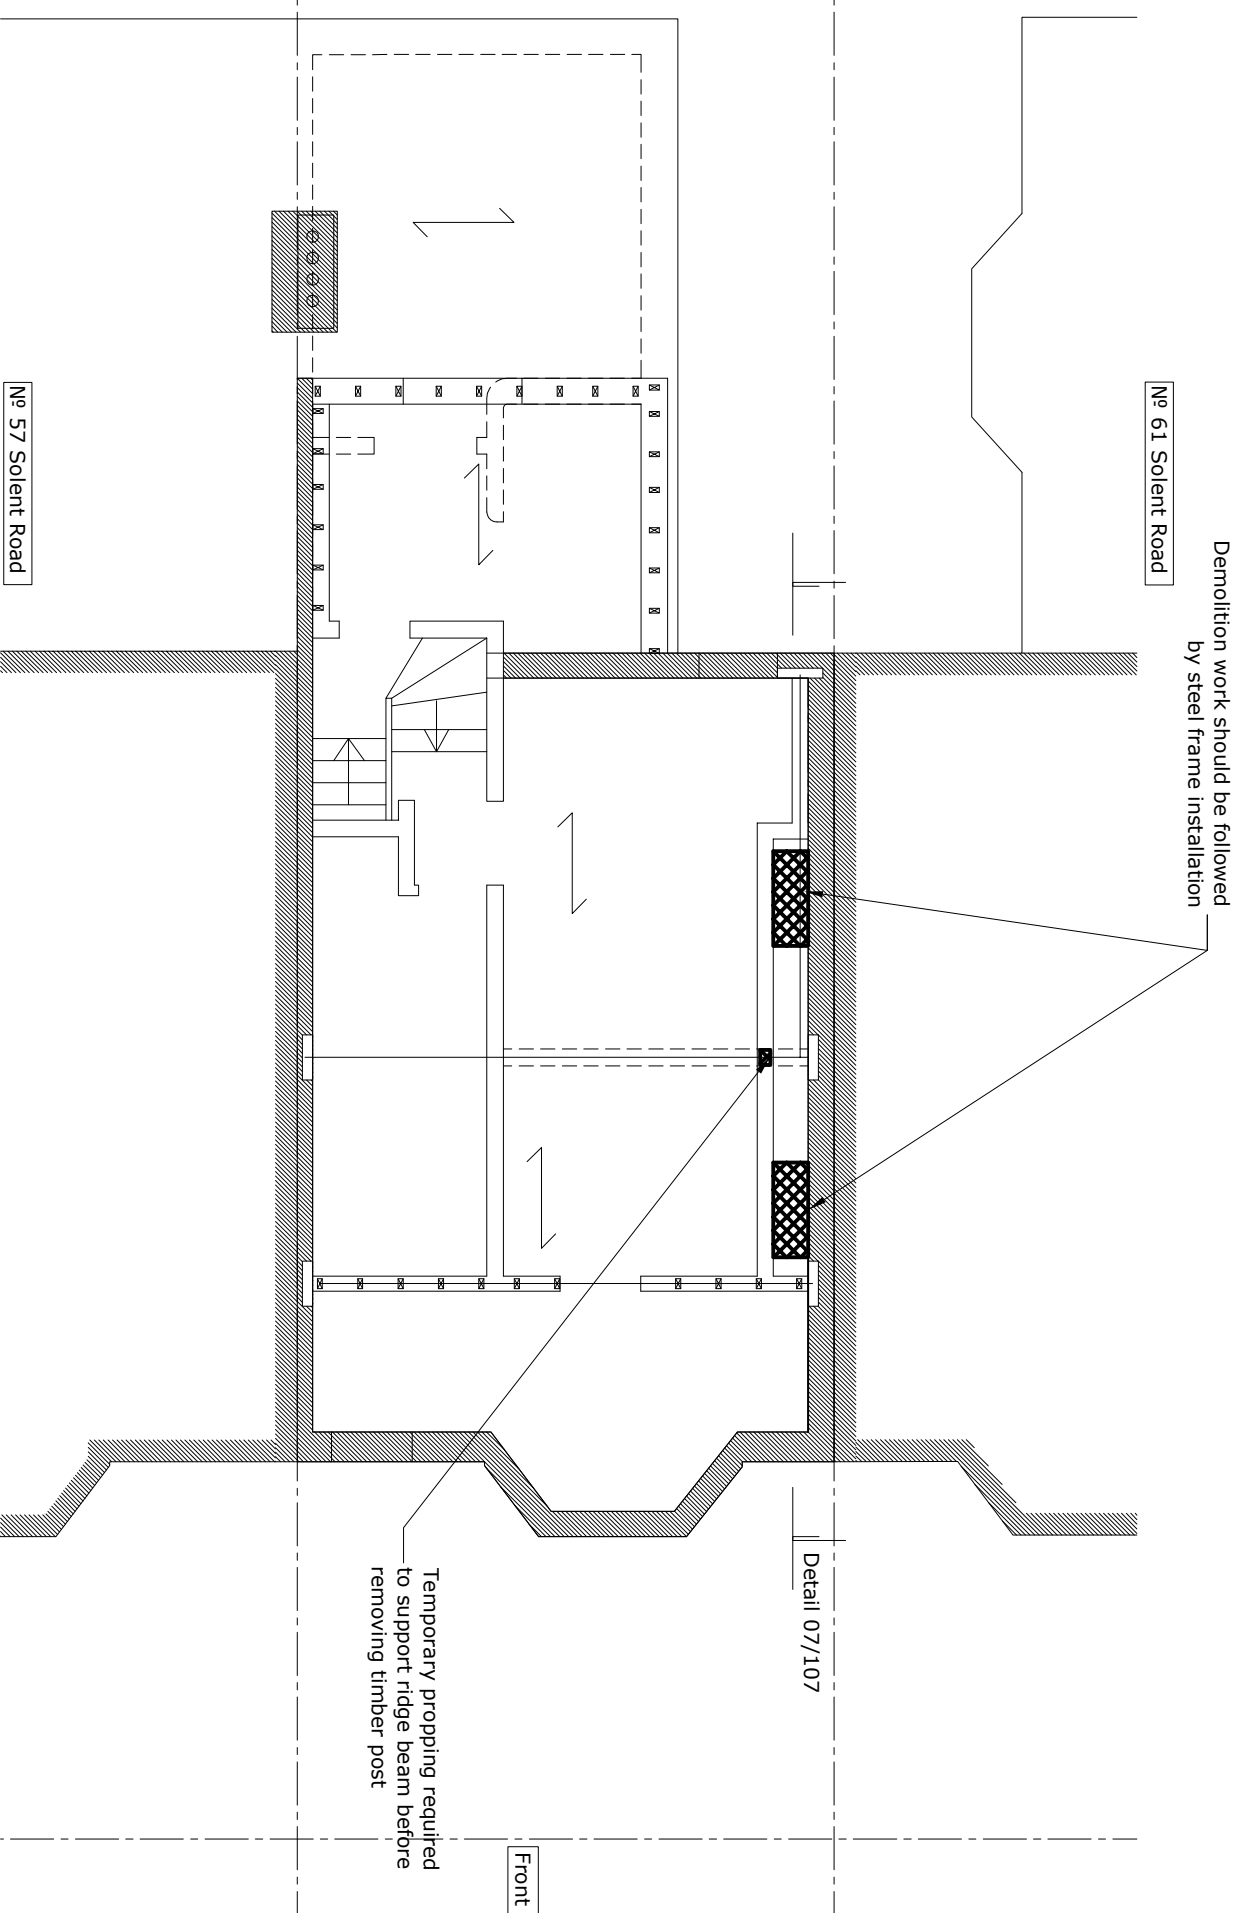 Nº 61 Solent Road
Demolition work should be followed
by steel frame installation
Nº 57 Solent Road
Detail 07/107
Temporary propping required
to support ridge beam before
removing timber post
Front